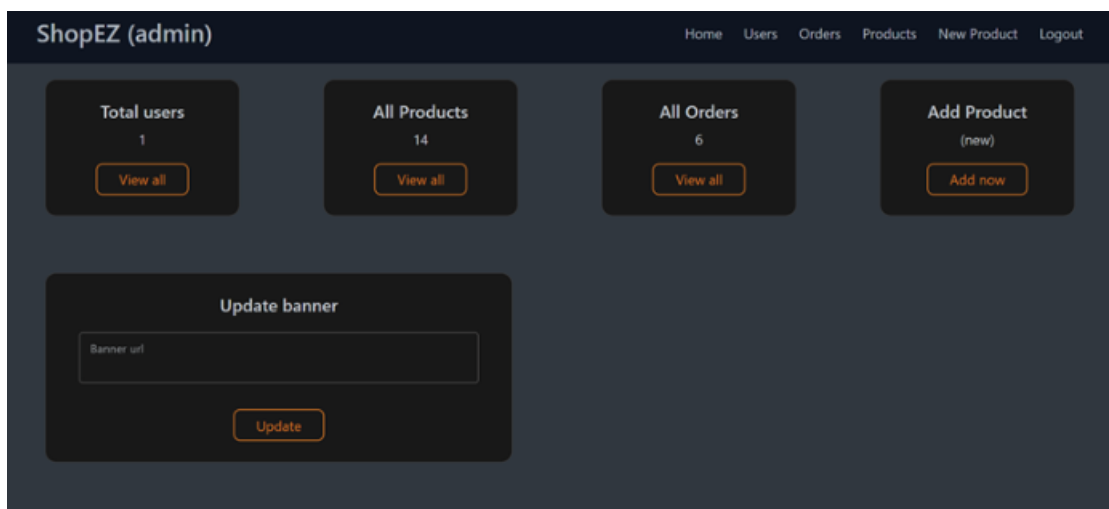 ShopEZ (admin)
Home Users Orders Products New Product Logout
Total users
1
View all
All Products
14
View all
All Orders
6
View all
Add Product
(new)
Add now
Update banner
Banner url
Update